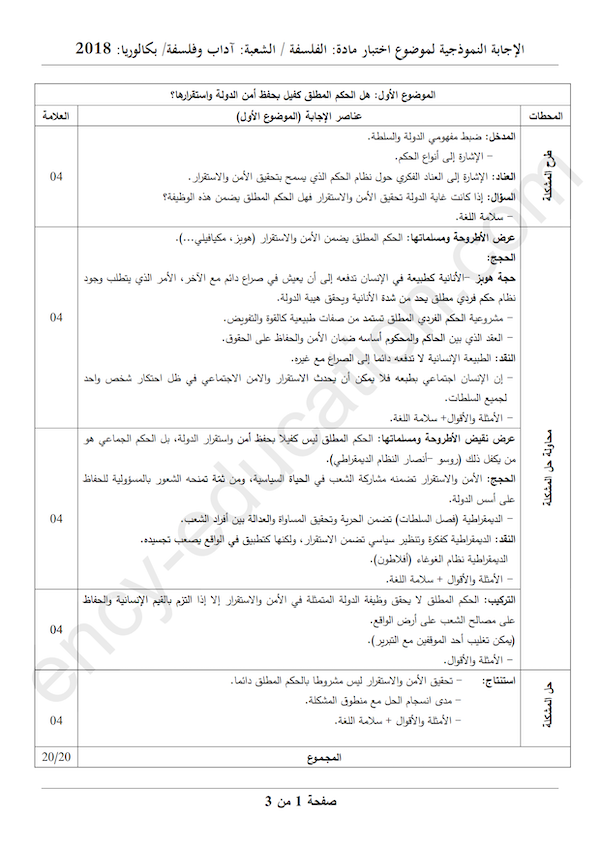 الإجابة النموذجية لموضوع اختبار مادة: الفلسفة / الشعبة: آداب وفلسفة/ بكالوريا: 2018
الموضوع الأول: هل الحكم المطلق كفيل بحفظ أمن الدولة واستقرارها؟
المحطات
عناصر الإجابة (الموضوع الأول)
العلامة
طرح المشكلة
المدخل: ضبط مفهومي الدولة والسلطة.
– الإشارة إلى أنواع الحكم.
العناد: الإشارة إلى العناد الفكري حول نظام الحكم الذي يسمح بتحقيق الأمن والاستقرار.
السؤال: إذا كانت غاية الدولة تحقيق الأمن والاستقرار فهل الحكم المطلق يضمن هذه الوظيفة؟
– سلامة اللغة.
04
محاولة حل المشكلة
عرض الأطروحة ومسلماتها: الحكم المطلق يضمن الأمن والاستقرار (هوبز، مكيافيلي...).
الحجج:
حجة هوبز –الأنانية كطبيعة في الإنسان تدفعه إلى أن يعيش في صراع دائم مع الآخر، الأمر الذي يتطلب وجود
نظام حكم فردي مطلق يحد من شدة الأنانية ويحقق هيبة الدولة.
– مشروعية الحكم الفردي المطلق تستمد من صفات طبيعية كالقوة والتفويض.
– العقد الذي بين الحاكم والمحكوم أساسه ضمان الأمن والحفاظ على الحقوق.
النقد: الطبيعة الإنسانية لا تدفعه دائما إلى الصراع مع غيره.
– إن الإنسان اجتماعي بطبعه فلا يمكن أن يحدث الاستقرار والامن الاجتماعي في ظل احتكار شخص واحد
لجميع السلطات.
– الأمثلة والأقوال+ سلامة اللغة.
04
عرض نقيض الأطروحة ومسلماتها: الحكم المطلق ليس كفيلا بحفظ أمن واستقرار الدولة، بل الحكم الجماعي هو
من يكفل ذلك (روسو –أنصار النظام الديمقراطي).
الحجج: الأمن والاستقرار تضمنه مشاركة الشعب في الحياة السياسية، ومن ثمة تمنحه الشعور بالمسؤولية للحفاظ
على أسس الدولة.
– الديمقراطية (فصل السلطات) تضمن الحرية وتحقيق المساواة والعدالة بين أفراد الشعب.
النقد: الديمقراطية كفكرة وتنظير سياسي تضمن الاستقرار، ولكنها كتطبيق في الواقع يصعب تجسيده.
الديمقراطية نظام الغوغاء (أفلاطون).
– الأمثلة والأقوال + سلامة اللغة.
04
التركيب: الحكم المطلق لا يحقق وظيفة الدولة المتمثلة في الأمن والاستقرار إلا إذا التزم بالقيم الإنسانية والحفاظ
على مصالح الشعب على أرض الواقع.
(يمكن تغليب أحد الموقفين مع التبرير).
– الأمثلة والأقوال.
04
حل المشكلة
استنتاج: – تحقيق الأمن والاستقرار ليس مشروطا بالحكم المطلق دائما.
– مدى انسجام الحل مع منطوق المشكلة.
– الأمثلة والأقوال + سلامة اللغة.
04
المجموع
20/20
صفحة 1 من 3
ency-education.com